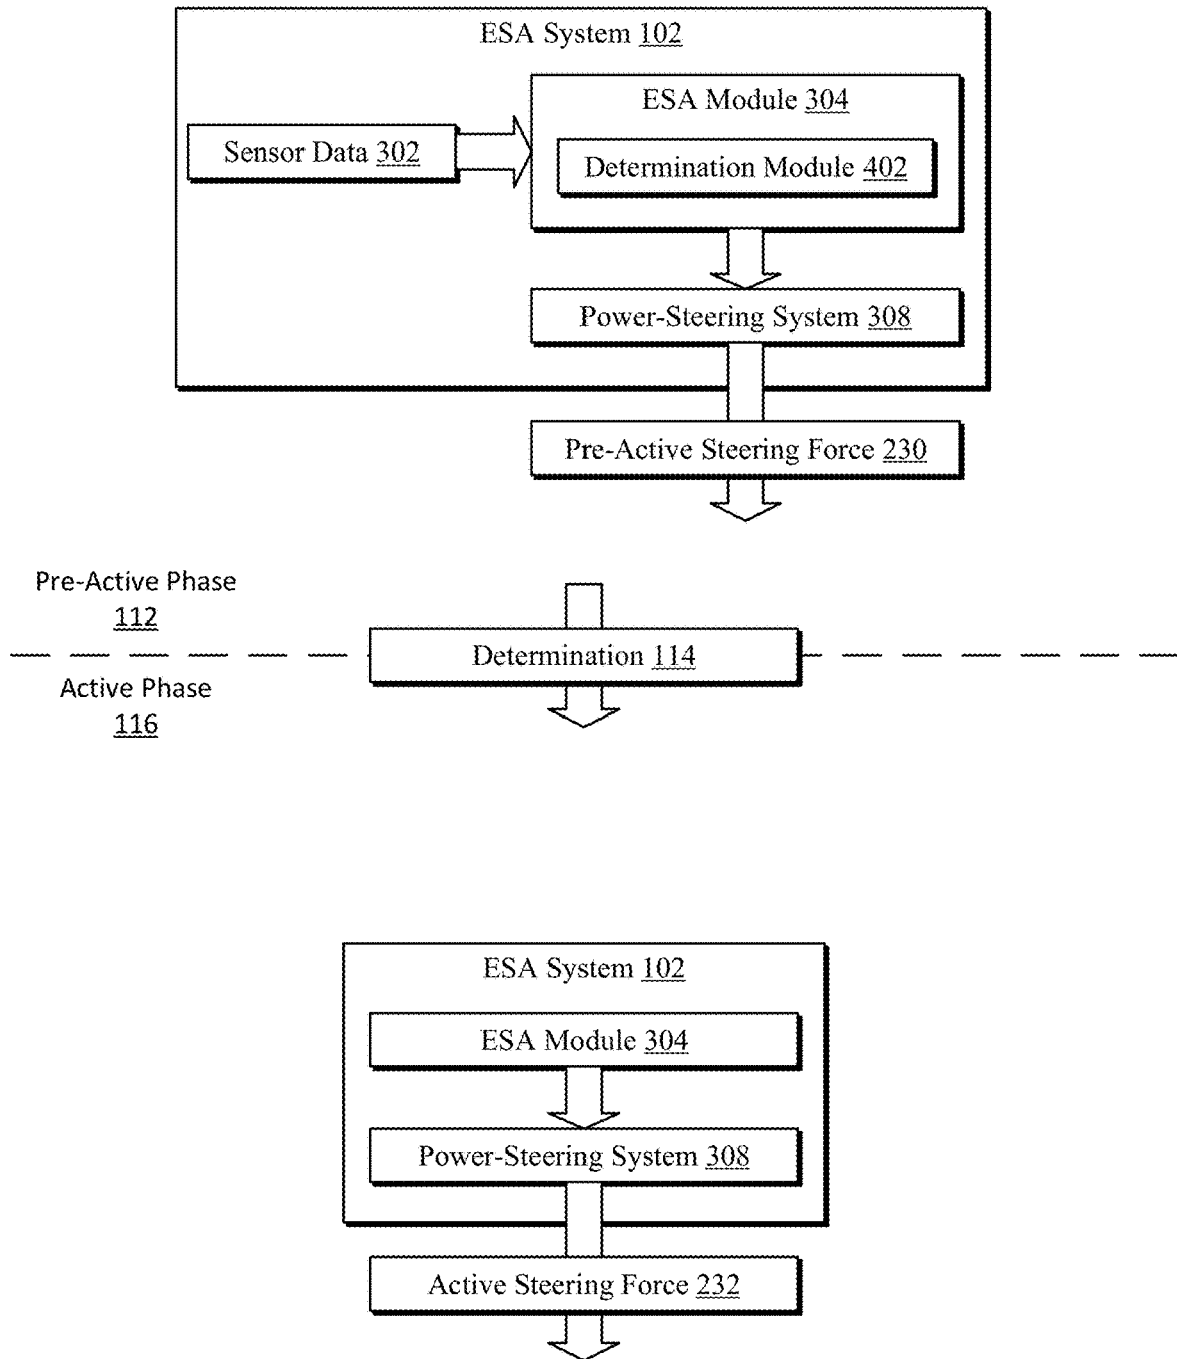 ESA System 102
ESA Module 304
Sensor Data 302
Determination Module 402
Power-Steering System 308
Pre-Active Steering Force 230
Pre-Active Phase
112
Determination 114
Active Phase
116
ESA System 102
ESA Module 304
Power-Steering System 308
Active Steering Force 232